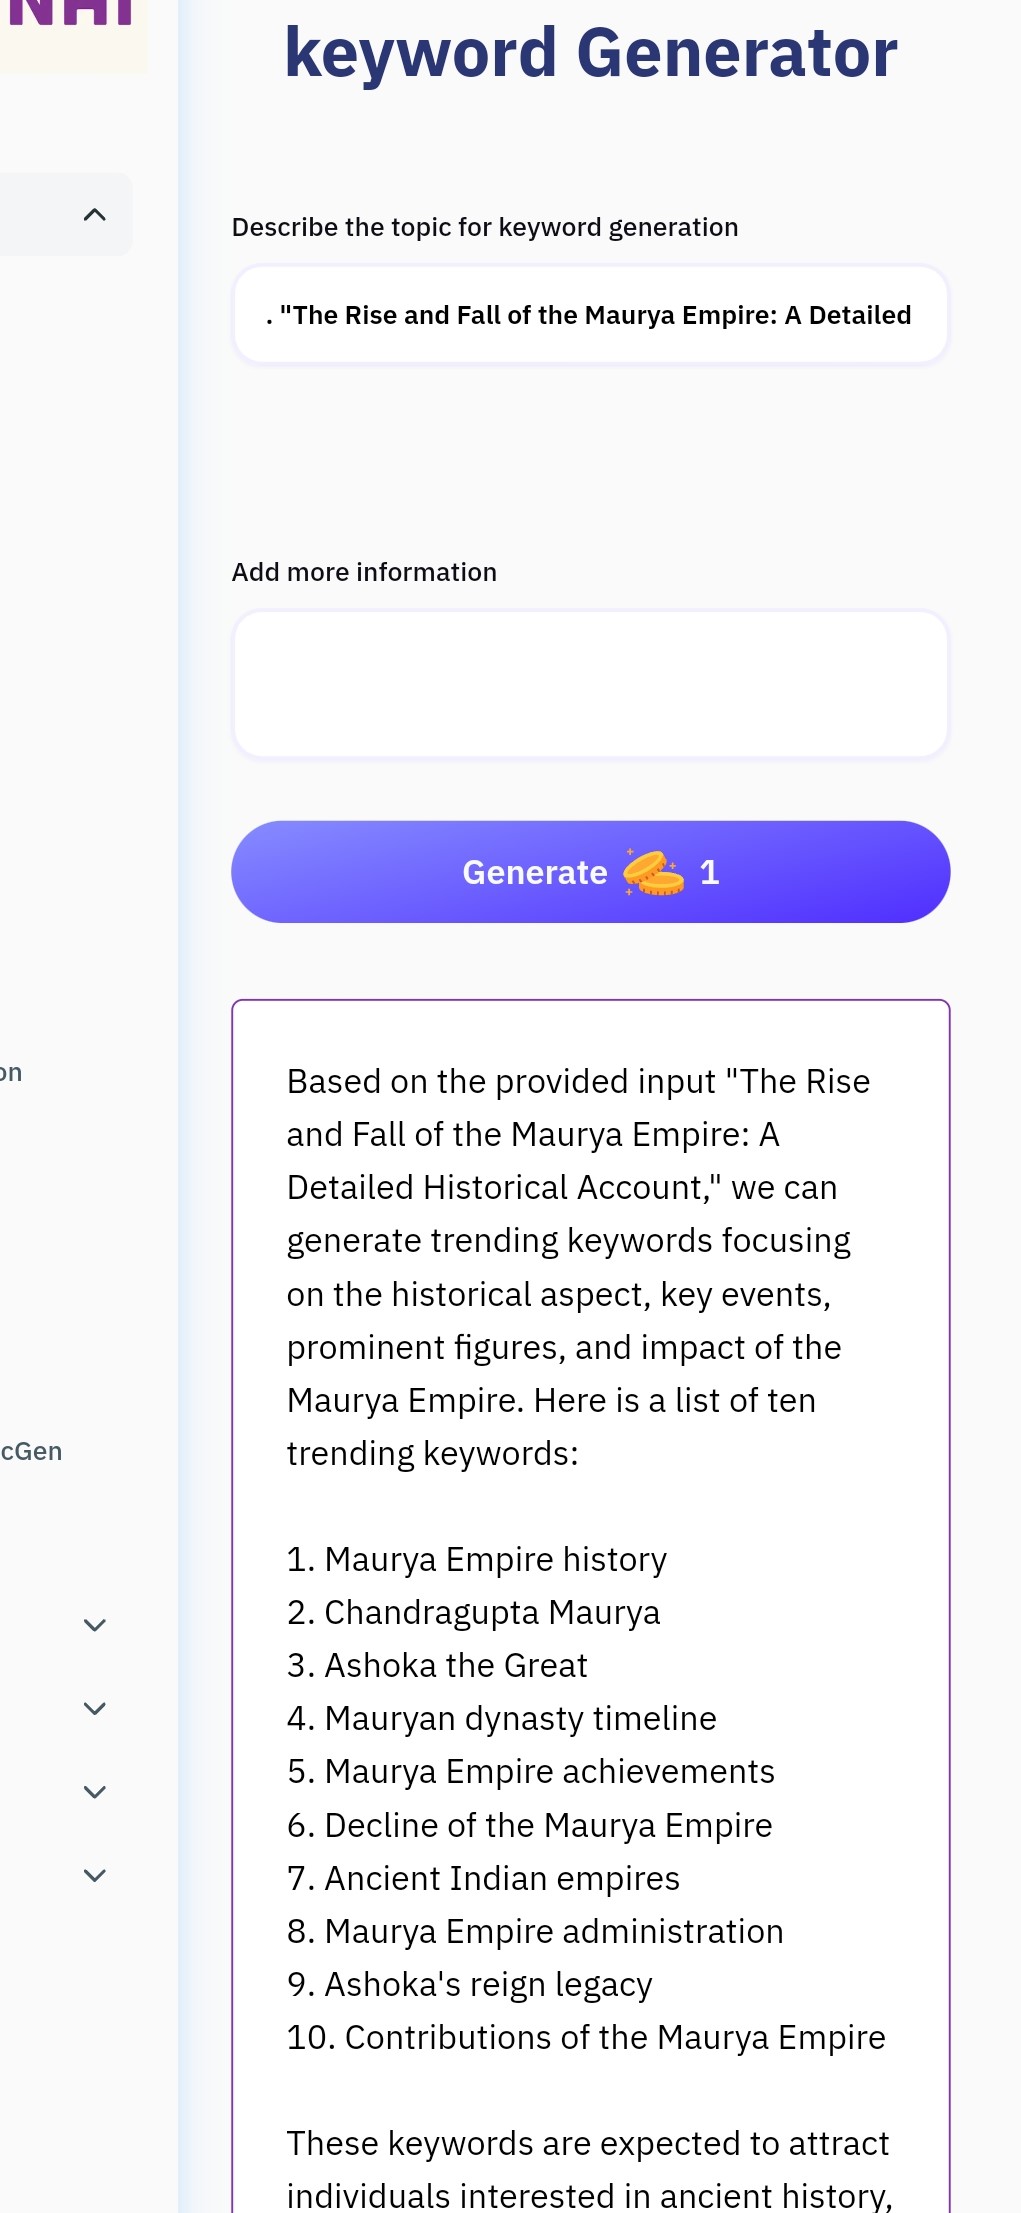 NHI
keyword Generator
Describe the topic for keyword generation
. "The Rise and Fall of the Maurya Empire: A Detailed
Add more information
Generate 1
on
cGen
Based on the provided input "The Rise
and Fall of the Maurya Empire: A
Detailed Historical Account," we can
generate trending keywords focusing
on the historical aspect, key events,
prominent figures, and impact of the
Maurya Empire. Here is a list of ten
trending keywords:
1. Maurya Empire history
2. Chandragupta Maurya
3. Ashoka the Great
4. Mauryan dynasty timeline
5. Maurya Empire achievements
6. Decline of the Maurya Empire
7. Ancient Indian empires
8. Maurya Empire administration
9. Ashoka's reign legacy
10. Contributions of the Maurya Empire
These keywords are expected to attract
individuals interested in ancient history,